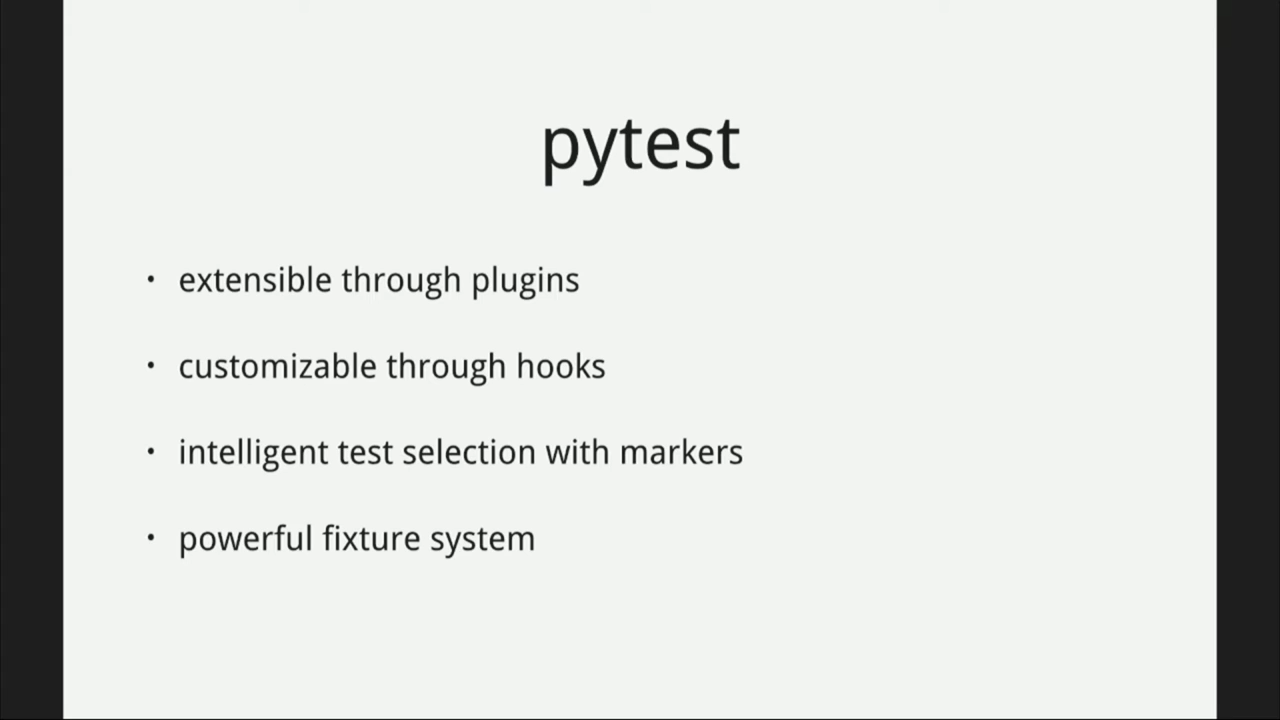 pytest
• extensible through plugins
• customizable through hooks
• intelligent test selection with markers
• powerful fixture system